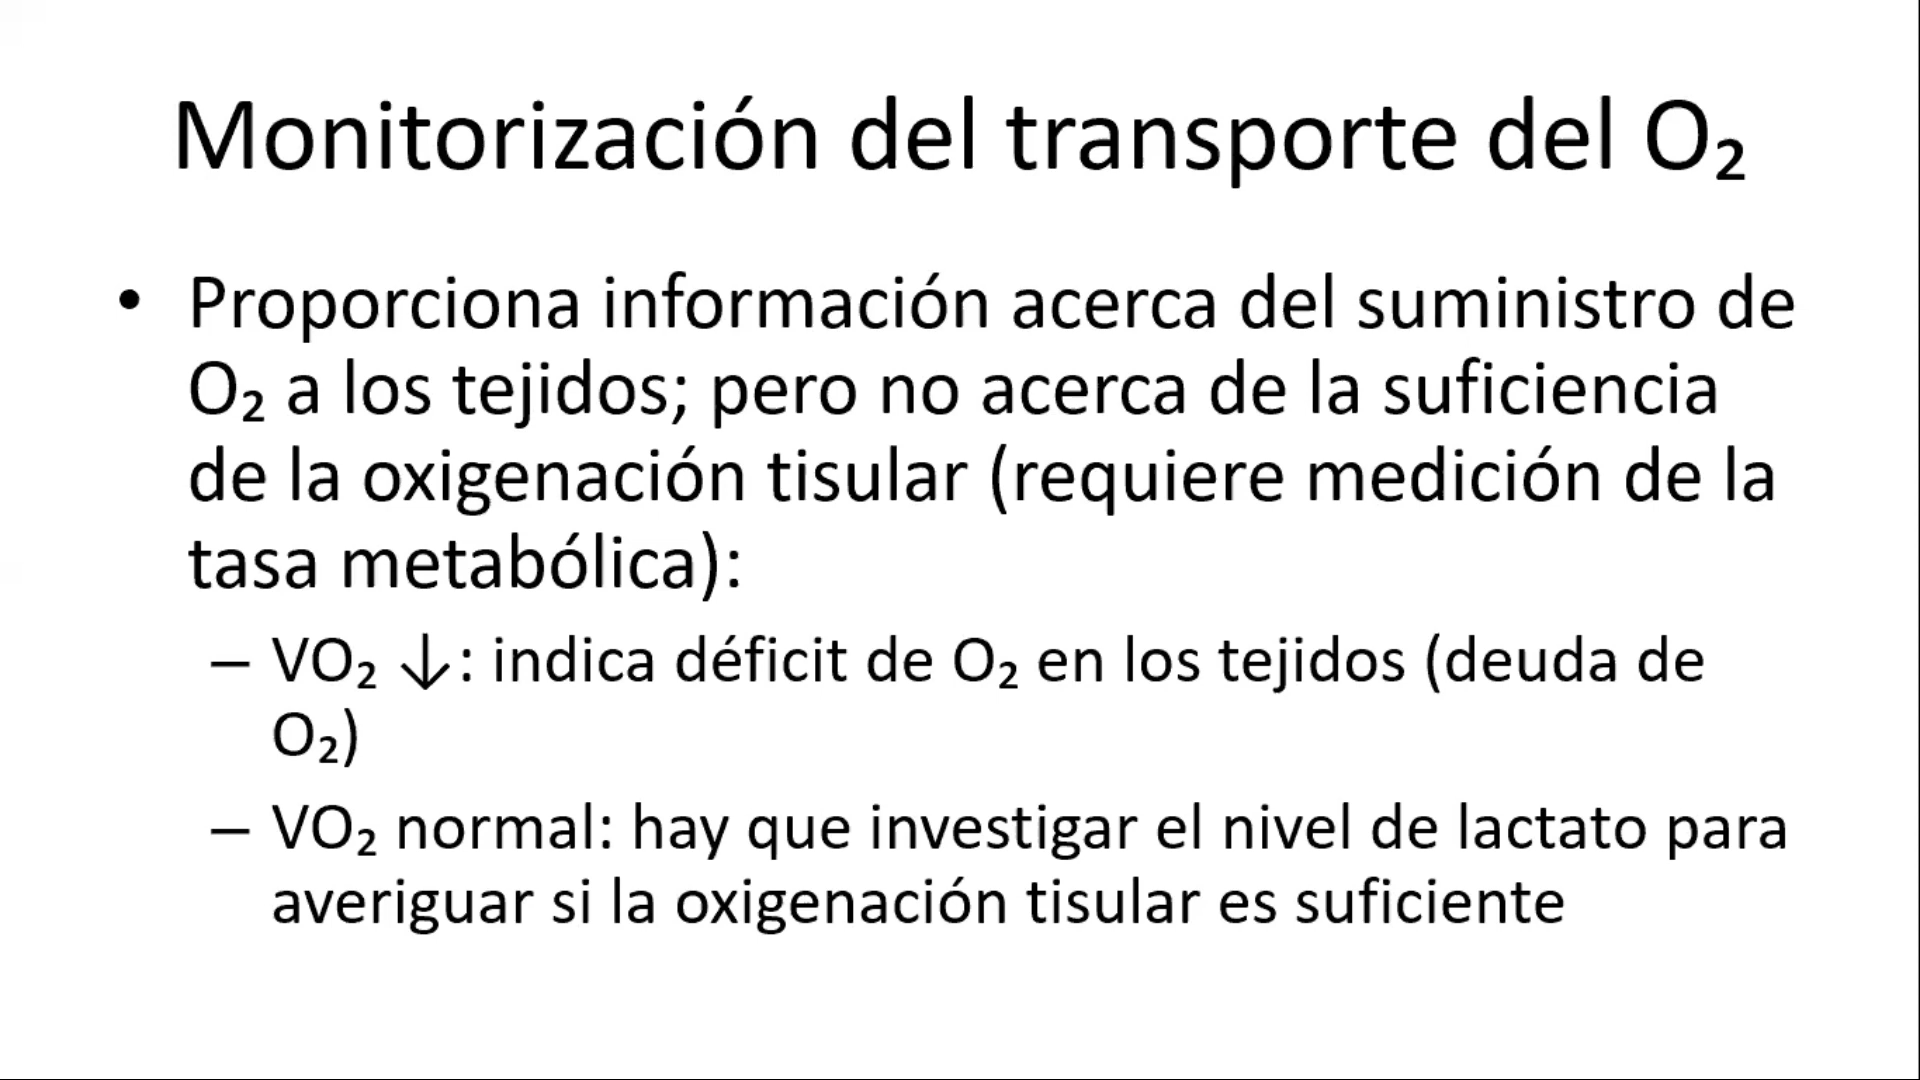 Monitorización del transporte del O₂
• Proporciona información acerca del suministro de
O₂ a los tejidos; pero no acerca de la suficiencia
de la oxigenación tisular (requiere medición de la
tasa metabólica):
– VO₂ ↓: indica déficit de O₂ en los tejidos (deuda de
O₂)
– VO₂ normal: hay que investigar el nivel de lactato para
averiguar si la oxigenación tisular es suficiente